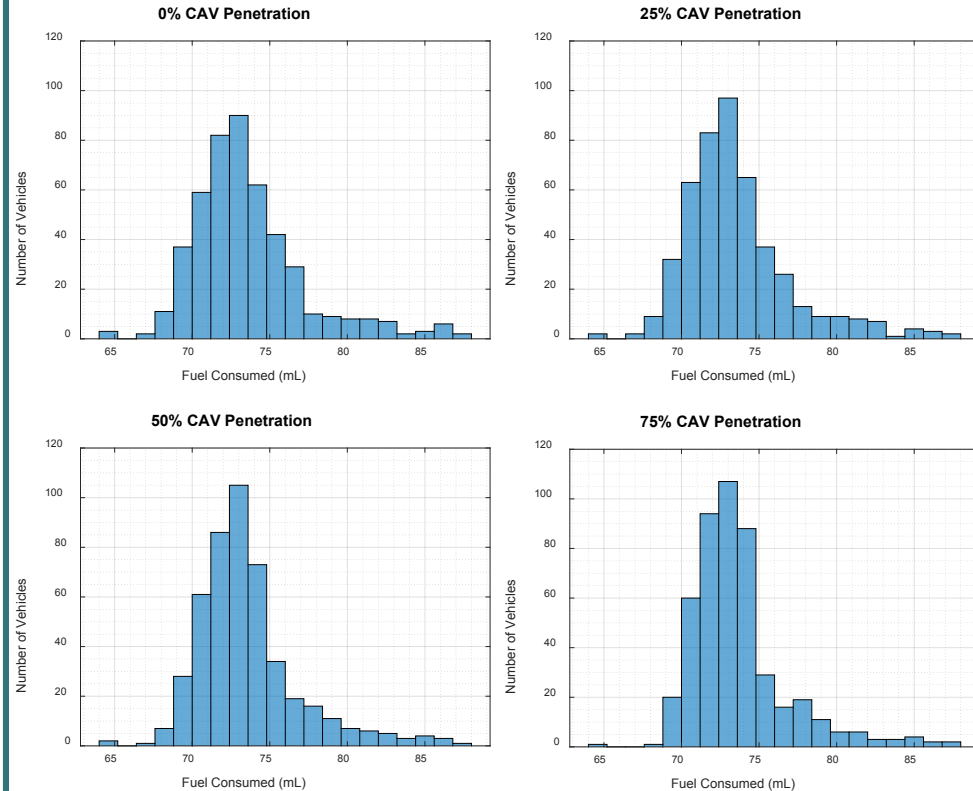 0% CAV Penetration
120
100
80
60
40
20
0
Number of Vehicles
65 70 75 80 85
Fuel Consumed (mL)
25% CAV Penetration
120
100
80
60
40
20
0
Number of Vehicles
65 70 75 80 85
Fuel Consumed (mL)
50% CAV Penetration
120
100
80
60
40
20
0
Number of Vehicles
65 70 75 80 85
Fuel Consumed (mL)
75% CAV Penetration
120
100
80
60
40
20
0
Number of Vehicles
65 70 75 80 85
Fuel Consumed (mL)